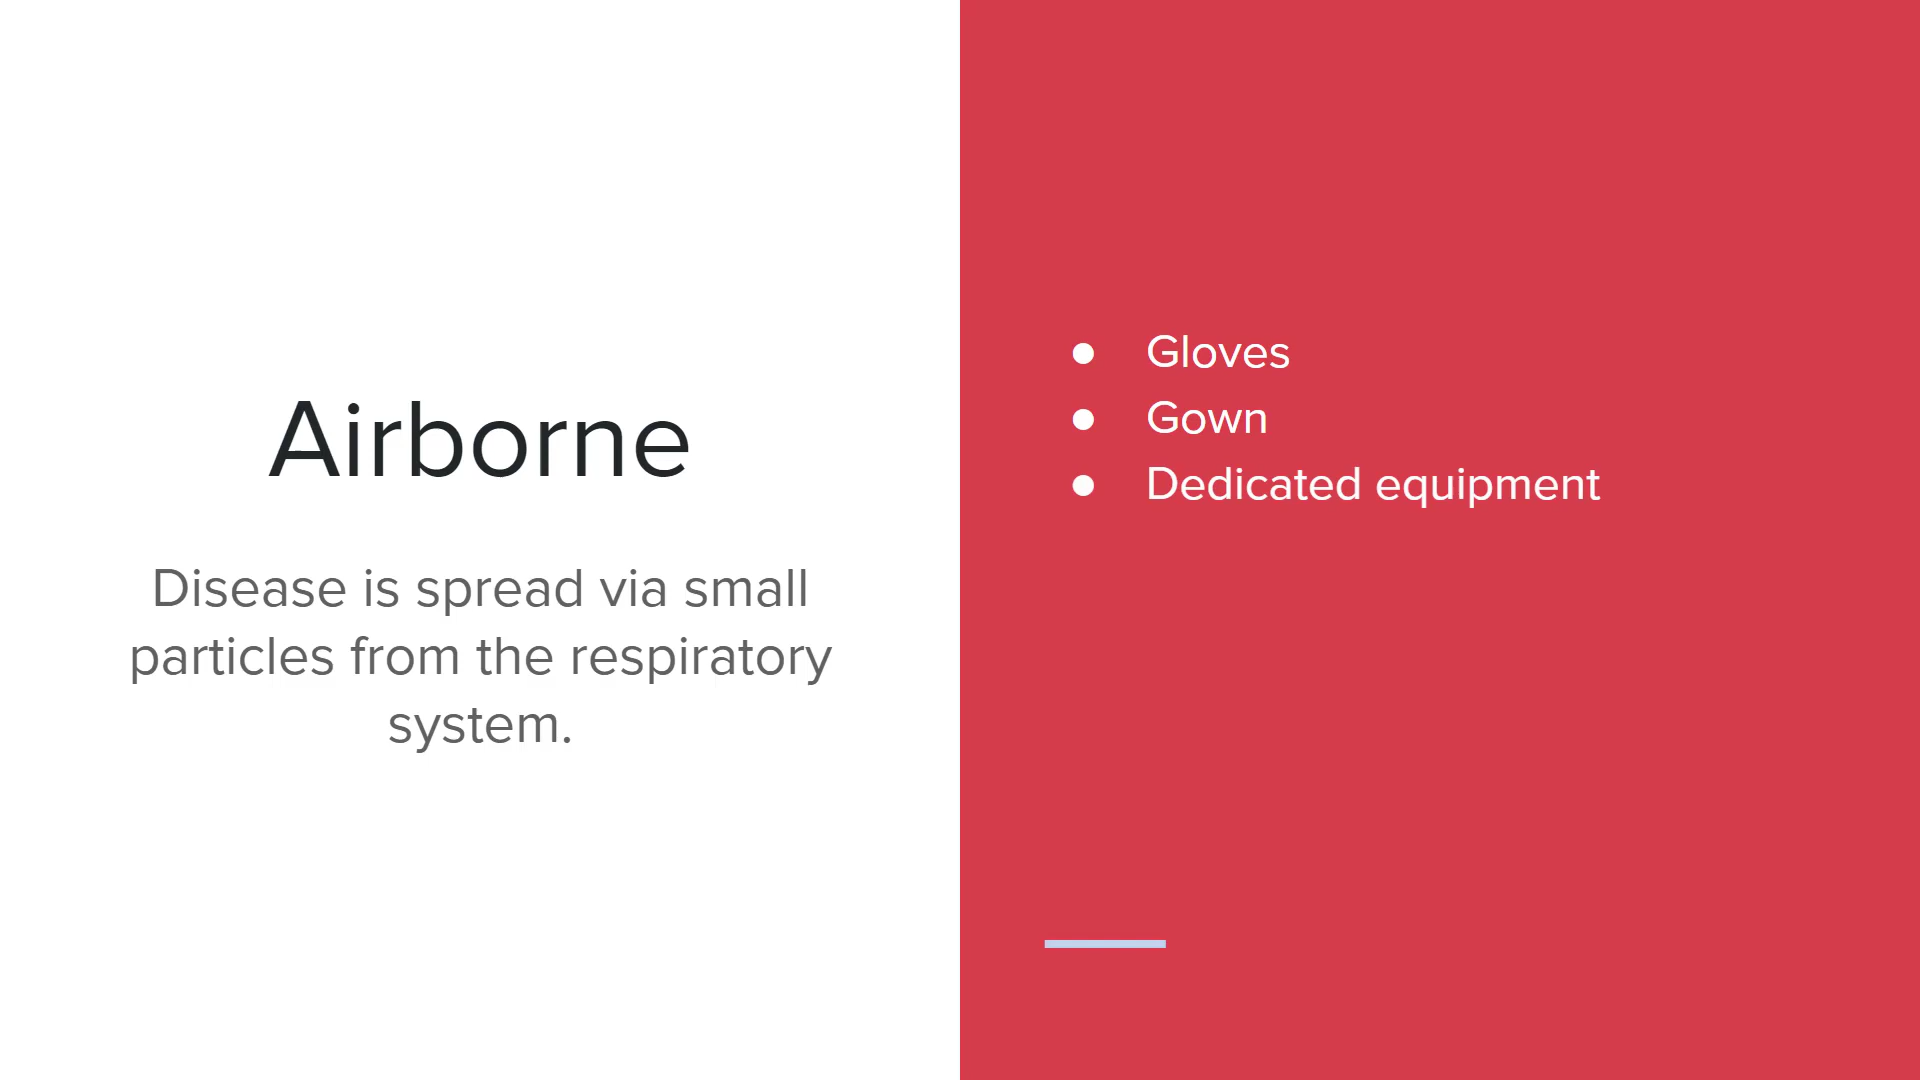 Airborne
Disease is spread via small
particles from the respiratory
system.
● Gloves
● Gown
● Dedicated equipment